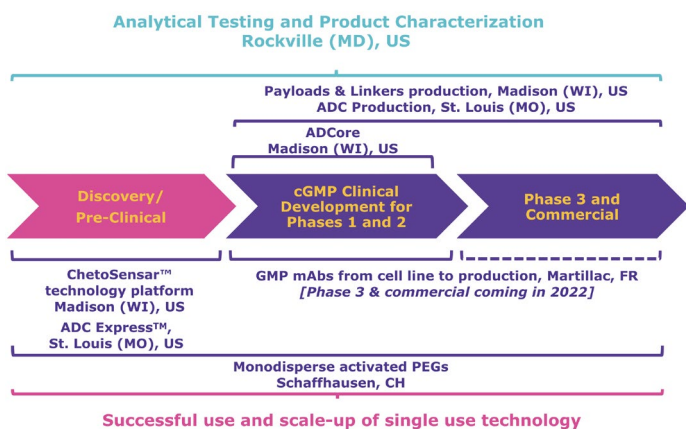 Analytical Testing and Product Characterization
Rockville (MD), US
Payloads & Linkers production, Madison (WI), US
ADC Production, St. Louis (MO), US
ADCore
Madison (WI), US
Discovery/
Pre-Clinical
cGMP Clinical
Development for
Phases 1 and 2
Phase 3 and
Commercial
ChetoSensar™
technology platform
Madison (WI), US
ADC Express™,
St. Louis (MO), US
GMP mAbs from cell line to production, Martillac, FR
[Phase 3 & commercial coming in 2022]
Monodisperse activated PEGs
Schaffhausen, CH
Successful use and scale-up of single use technology